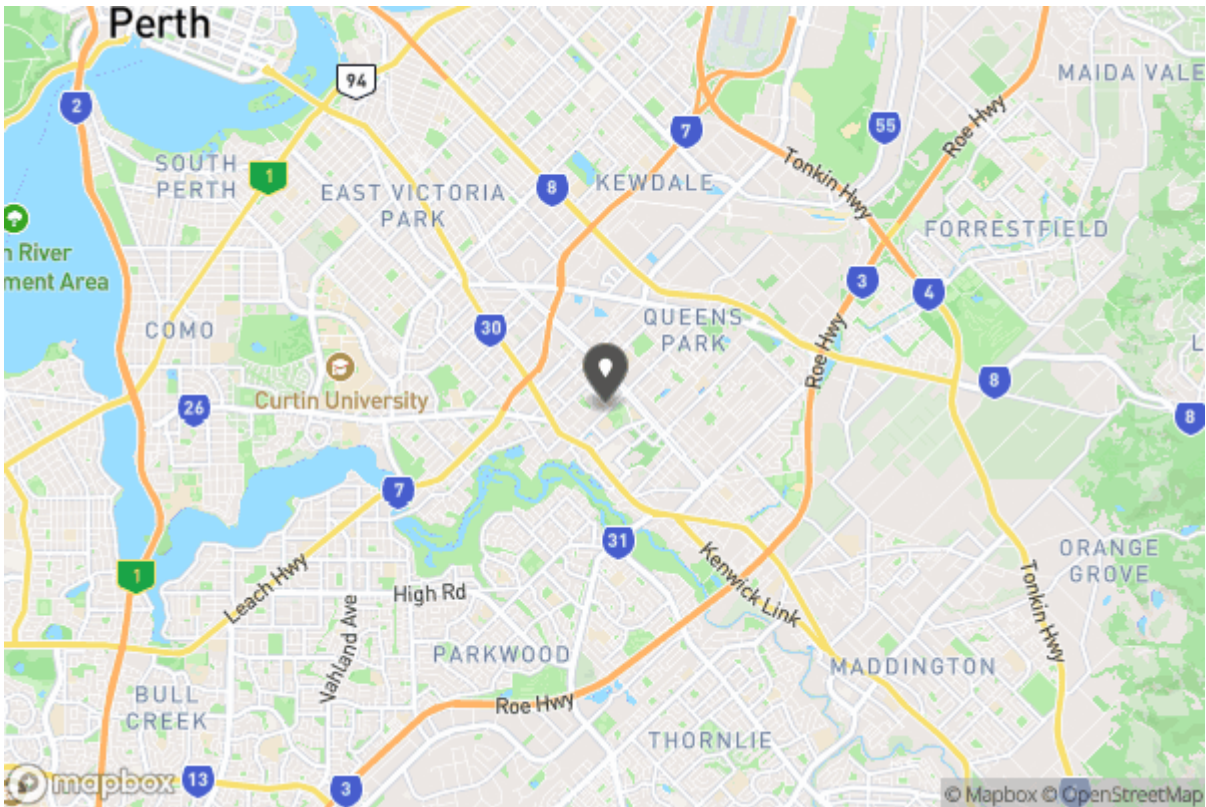 Perth
94
2
MAIDA VALE
7
55
Roe Hwy
SOUTH
PERTH
1
EAST VICTORIA
PARK
8
KEWDALE
Tonkin Hwy
n River
ment Area
FORRESTFIELD
3
4
COMO
30
QUEENS
PARK
Roe Hwy
L
Curtin University
26
8
8
7
31
Kenwick Link
ORANGE
GROVE
1
Leach Hwy
High Rd
Vahland Ave
Tonkin Hwy
PARKWOOD
MADDINGTON
BULL
CREEK
Roe Hwy
THORNLIE
mapbox
13
3
© Mapbox © OpenStreetMap